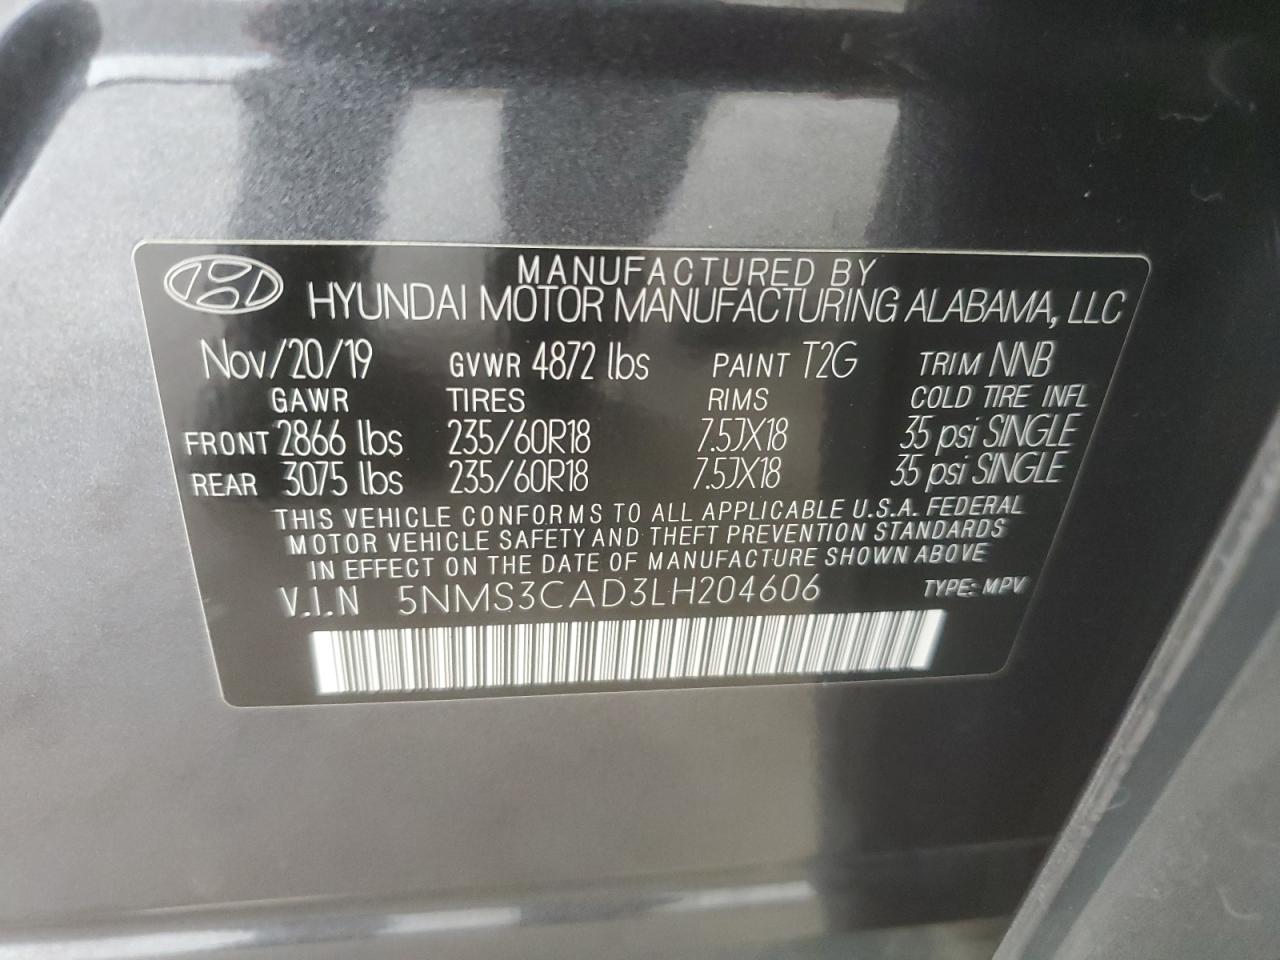 MANUFACTURED BY
HYUNDAI MOTOR MANUFACTURING ALABAMA, LLC
Nov/20/19 GVWR 4872 lbs PAINT T2G TRIM NNB
GAWR TIRES RIMS COLD TIRE INFL
FRONT 2866 lbs 235/60R18 7.5JX18 35 psi SINGLE
REAR 3075 lbs 235/60R18 7.5JX18 35 psi SINGLE
THIS VEHICLE CONFORMS TO ALL APPLICABLE U.S.A. FEDERAL
MOTOR VEHICLE SAFETY AND THEFT PREVENTION STANDARDS
IN EFFECT ON THE DATE OF MANUFACTURE SHOWN ABOVE
V.I.N 5NMS3CAD3LH204606 TYPE: MPV